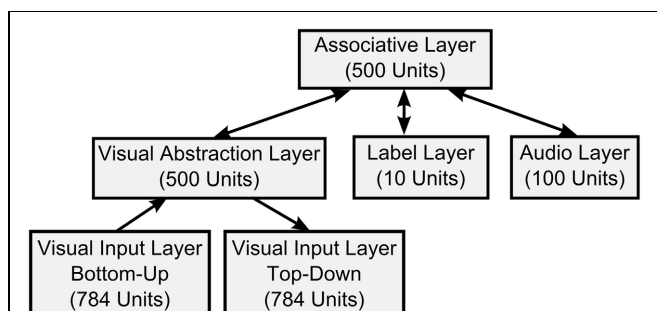 Associative Layer
(500 Units)
Visual Abstraction Layer
(500 Units)
Label Layer
(10 Units)
Audio Layer
(100 Units)
Visual Input Layer
Bottom-Up
(784 Units)
Visual Input Layer
Top-Down
(784 Units)